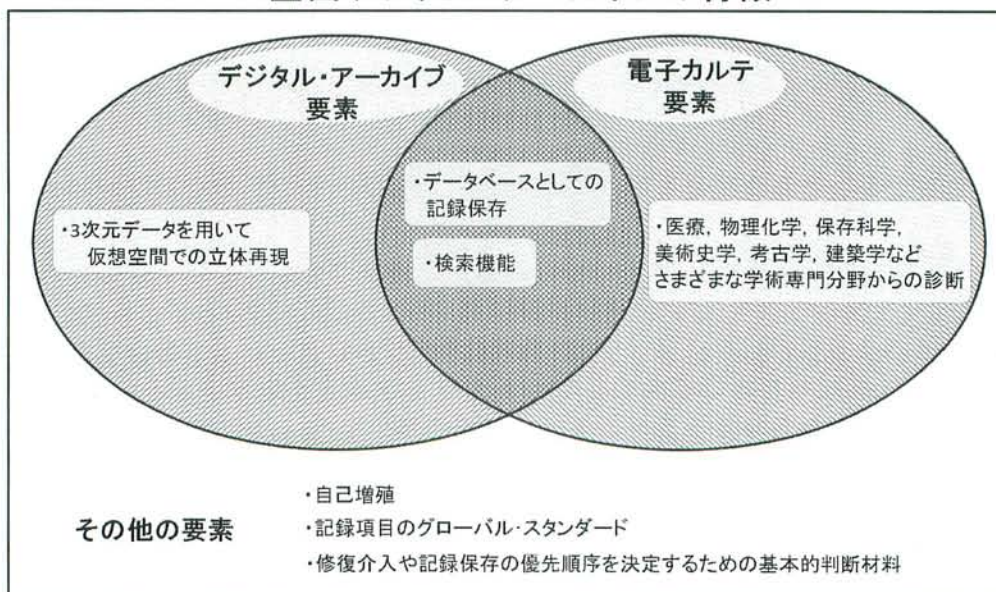 デジタル・アーカイブ
要素
電子カルテ
要素
・データベースとしての
記録保存
・検索機能
・3次元データを用いて
仮想空間での立体再現
・医療, 物理化学, 保存科学,
美術史学, 考古学, 建築学など
さまざまな学術専門分野からの診断
その他の要素
・自己増殖
・記録項目のグローバル・スタンダード
・修復介入や記録保存の優先順序を決定するための基本的判断材料